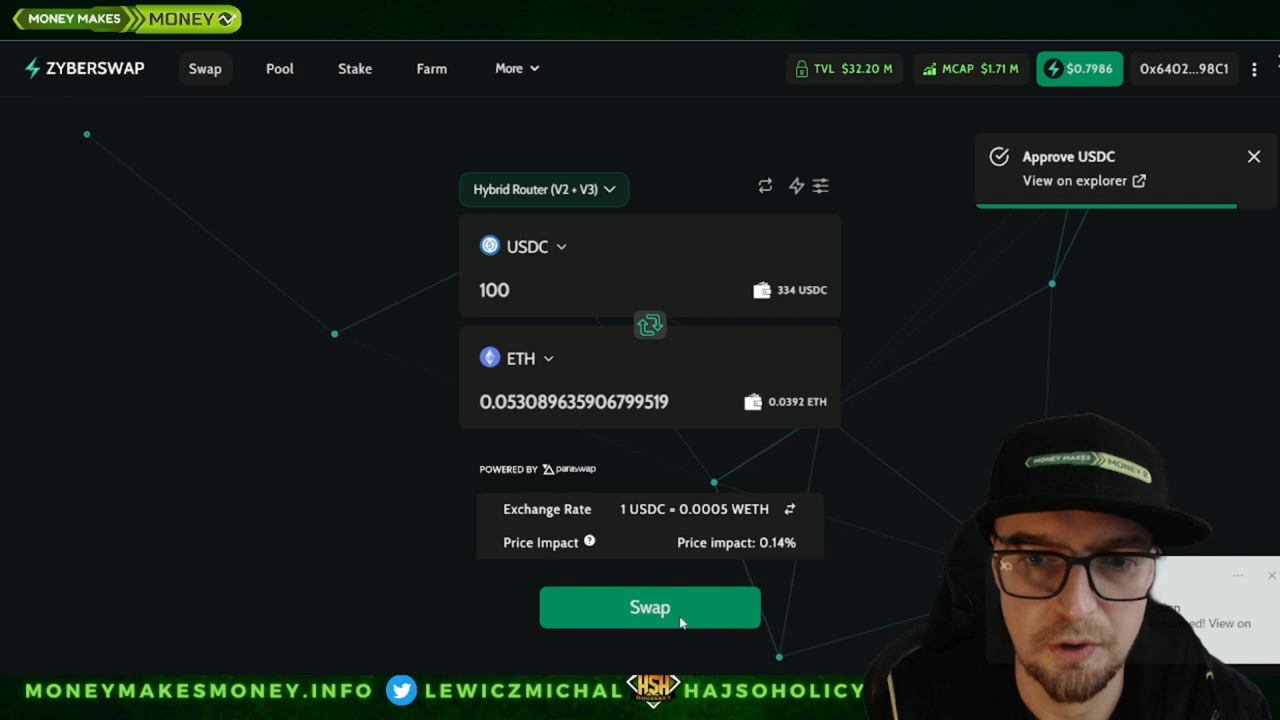 MONEY MAKES MONEY
ZYBERSWAP Swap Pool Stake Farm More TVL $32.20 M MCAP $1.71 M $0.7986 0x6402...98C1
Approve USDC
View on explorer
Hybrid Router (V2 + V3)
USDC
100 334 USDC
ETH
0.053089635906799519 0.0392 ETH
POWERED BY paraswap
Exchange Rate 1 USDC = 0.0005 WETH
Price Impact Price impact: 0.14%
Swap
MONEY MAKES MONEY
View on
MONEYMAKESMONEY.INFO LEWICZMICHAL HSH HAJSOHOLICY